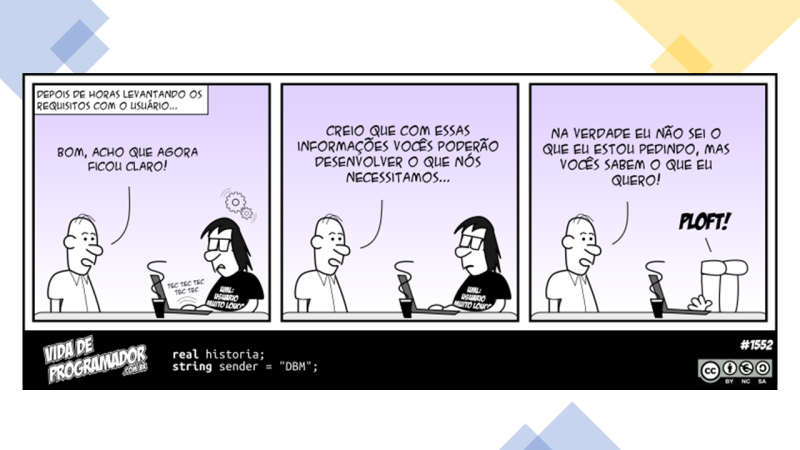 DEPOIS DE HORAS LEVANTANDO OS
REQUISITOS COM O USUÁRIO...
BOM, ACHO QUE AGORA
FICOU CLARO!
TEC TEC TEC
TEC TEC
UML:
USUARIO
MUITO LOUCO
CREIO QUE COM ESSAS
INFORMAÇÕES VOCÊS PODERÃO
DESENVOLVER O QUE NÓS
NECESSITAMOS...
UML:
USUARIO
MUITO LOUCO
NA VERDADE EU NÃO SEI O
QUE EU ESTOU PEDINDO, MAS
VOCÊS SABEM O QUE EU
QUERO!
PLOFT!
VIDA DE
PROGRAMADOR
.COM.BR
real historia;
string sender = "DBM";
#1552
cc
BY NC SA